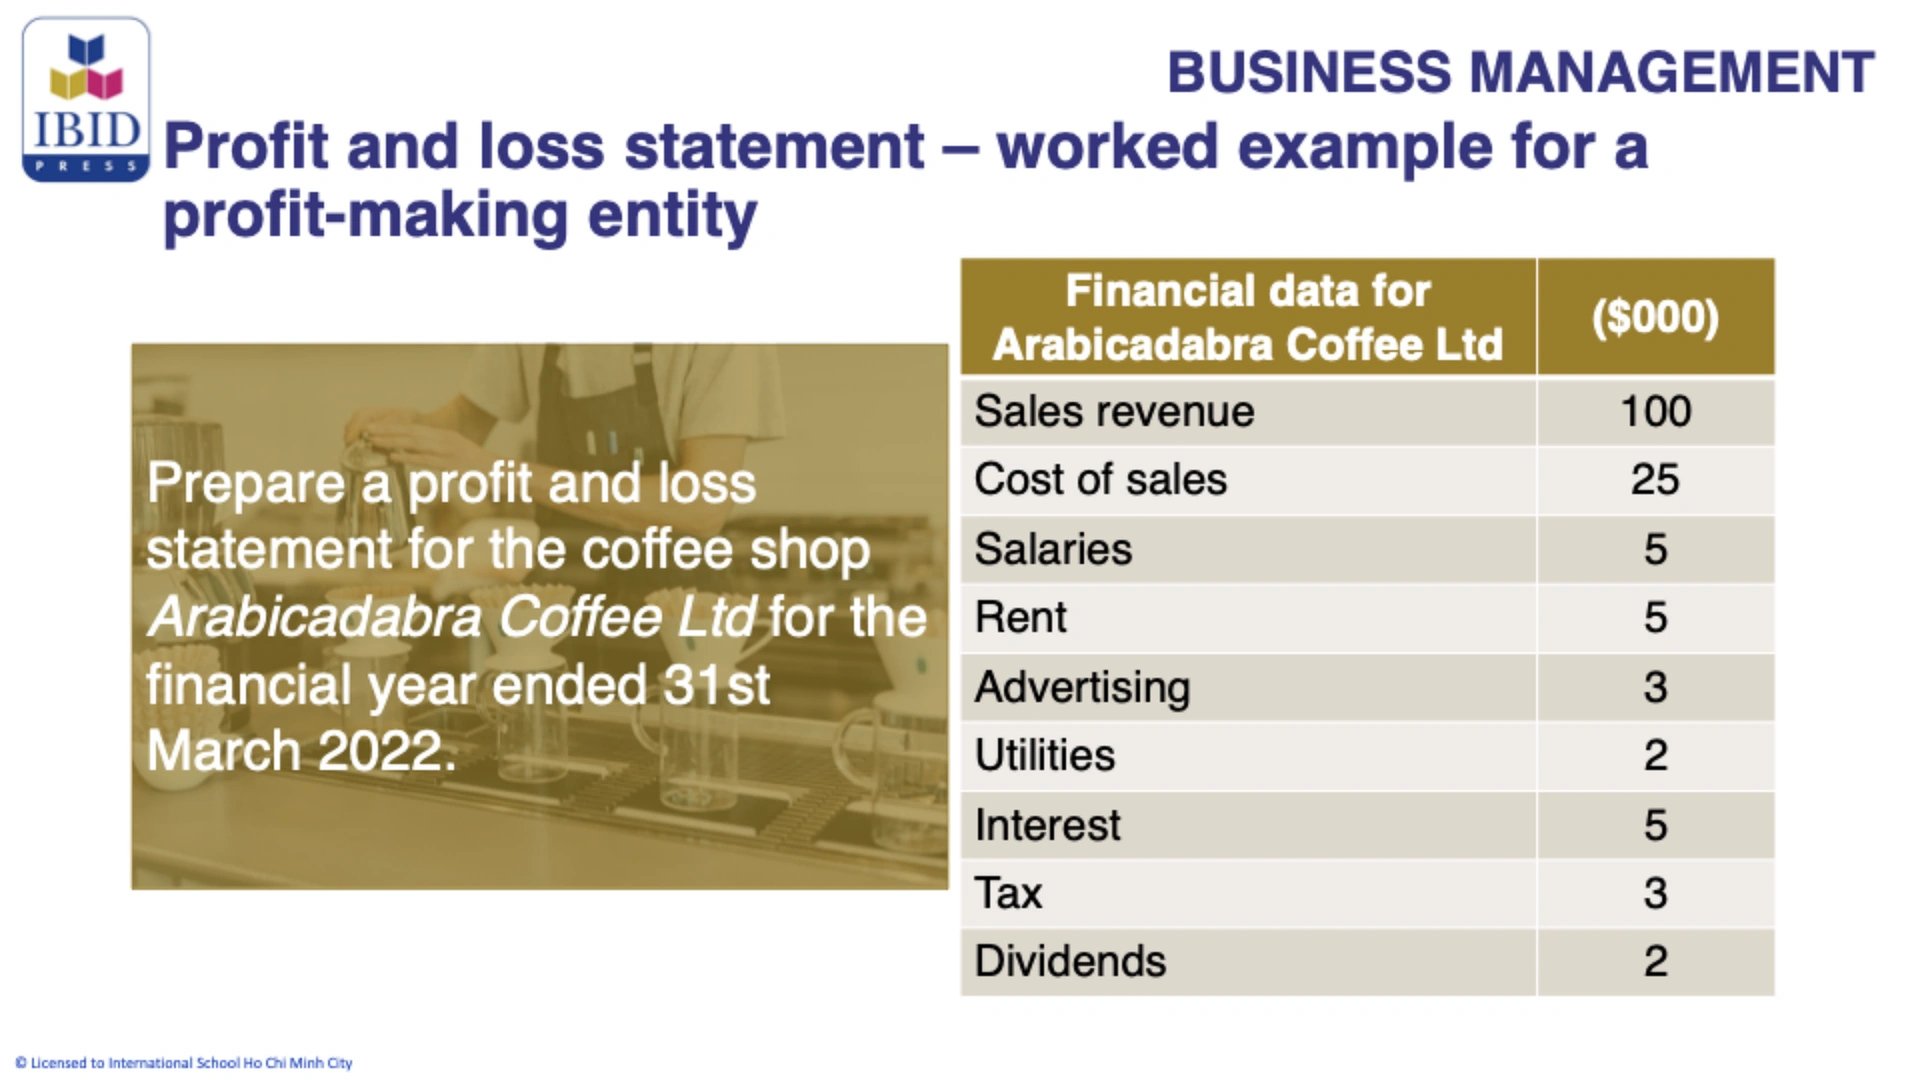 IBID
PRESS
BUSINESS MANAGEMENT
Profit and loss statement – worked example for a
profit-making entity
Prepare a profit and loss
statement for the coffee shop
Arabicadabra Coffee Ltd for the
financial year ended 31st
March 2022.
Financial data for
Arabicadabra Coffee Ltd
($000)
Sales revenue 100
Cost of sales 25
Salaries 5
Rent 5
Advertising 3
Utilities 2
Interest 5
Tax 3
Dividends 2
© Licensed to International School Ho Chi Minh City